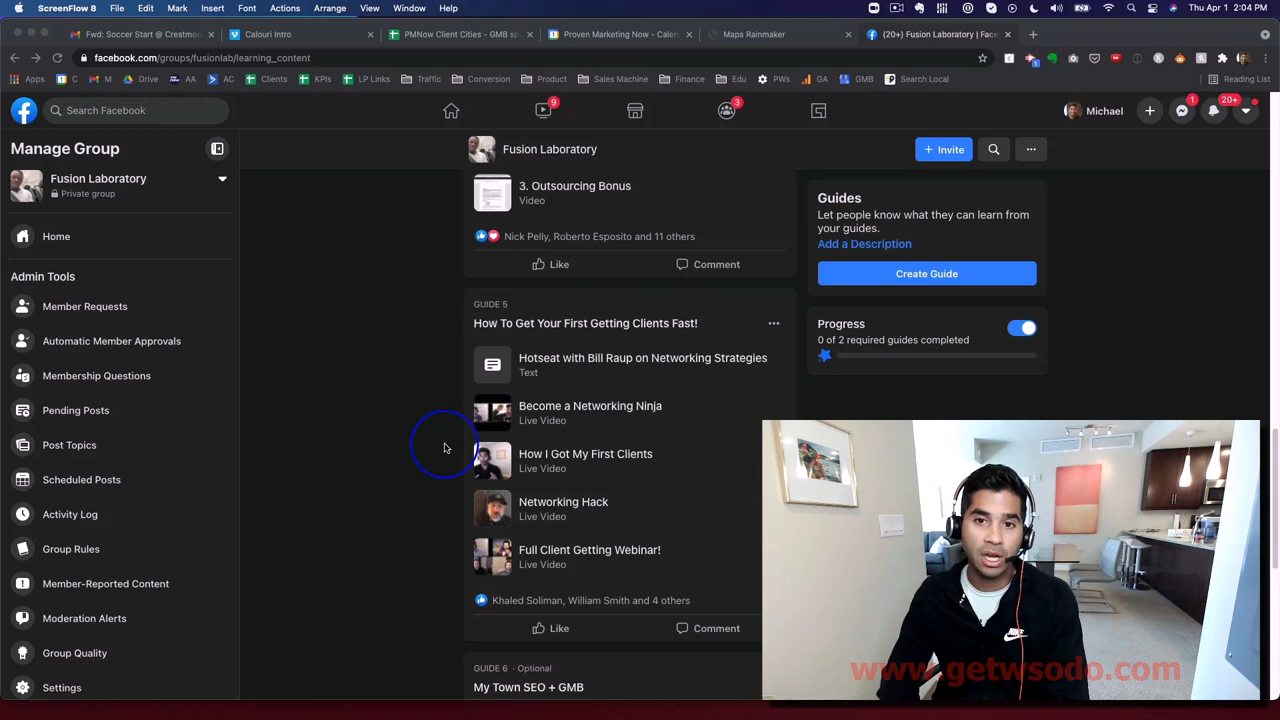 ScreenFlow 8 File Edit Mark Insert Font Actions Arrange View Window Help Thu Apr 1 2:04 PM
Fwd: Soccer Start @ Crestmo Calouri Intro PMNow Client Cities - GMB sp Proven Marketing Now - Calen Maps Rainmaker (20+) Fusion Laboratory | Face
facebook.com/groups/fusionlab/learning_content
Apps C M Drive AA AC Clients KPIs LP Links Traffic Conversion Product Sales Machine Finance Edu PWs GA GMB Search Local Reading List
Search Facebook 9 3 Michael 1 20+
Manage Group
Fusion Laboratory
Private group
Home
Admin Tools
Member Requests
Automatic Member Approvals
Membership Questions
Pending Posts
Post Topics
Scheduled Posts
Activity Log
Group Rules
Member-Reported Content
Moderation Alerts
Group Quality
Settings
Fusion Laboratory + Invite
3. Outsourcing Bonus
Video
Nick Pelly, Roberto Esposito and 11 others
Like Comment
GUIDE 5
How To Get Your First Getting Clients Fast!
Hotseat with Bill Raup on Networking Strategies
Text
Become a Networking Ninja
Live Video
How I Got My First Clients
Live Video
Networking Hack
Live Video
Full Client Getting Webinar!
Live Video
Khaled Soliman, William Smith and 4 others
Like Comment
GUIDE 6 · Optional
My Town SEO + GMB
Guides
Let people know what they can learn from
your guides.
Add a Description
Create Guide
Progress
0 of 2 required guides completed
www.getwsodo.com